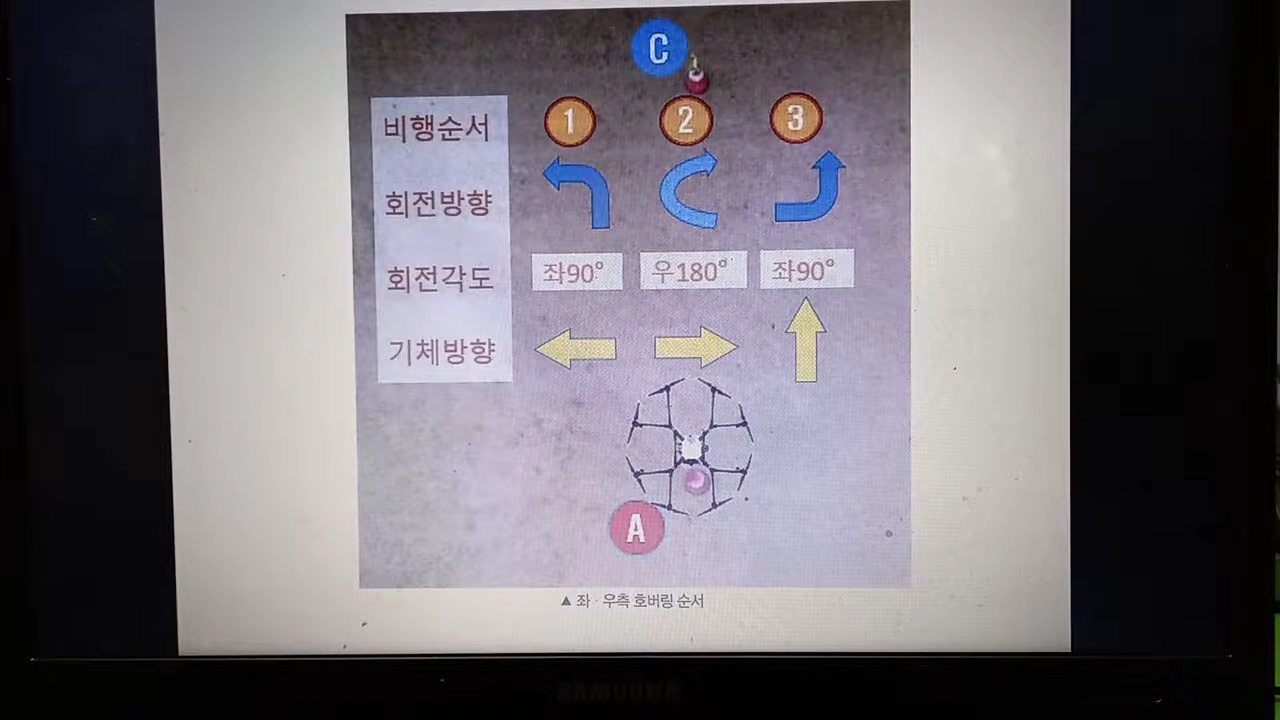 C
비행순서 1 2 3
회전방향
회전각도 좌90° 우180° 좌90°
기체방향
A
▲ 좌 · 우측 호버링 순서